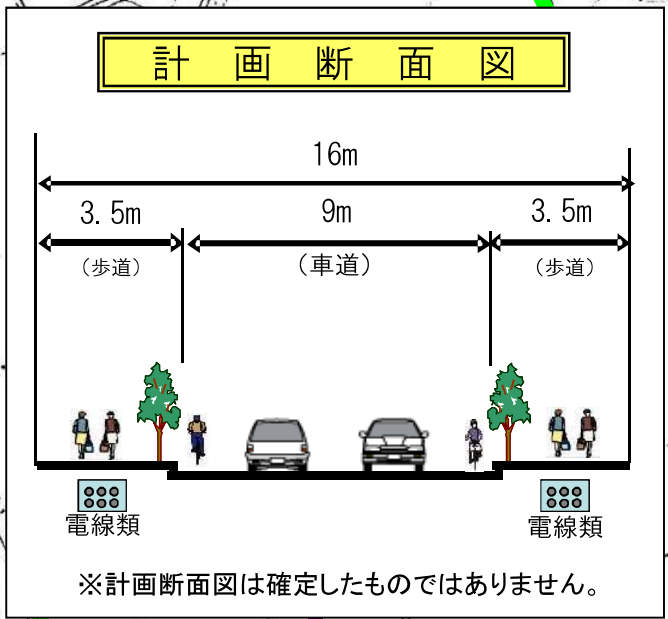 計画断面図
16m
3.5m 9m 3.5m
（歩道） （車道） （歩道）
電線類 電線類
※計画断面図は確定したものではありません。